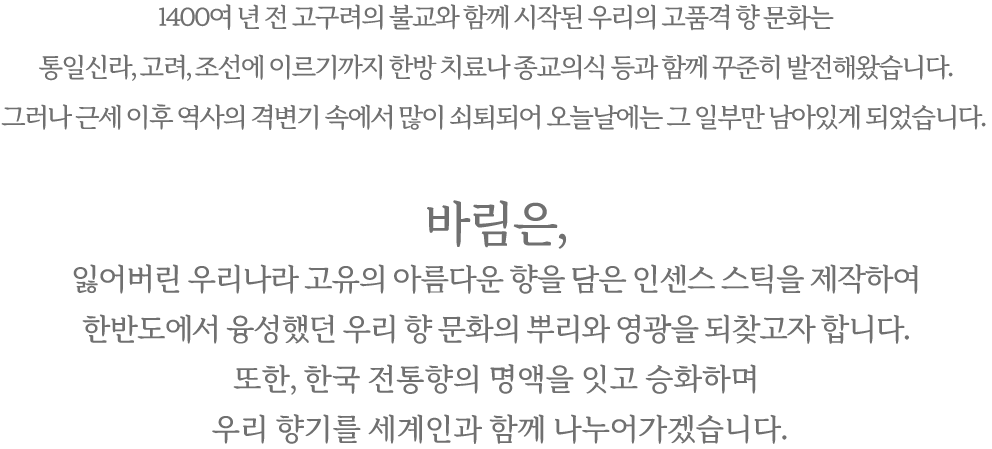 1400여 년 전 고구려의 불교와 함께 시작된 우리의 고품격 향 문화는
통일신라, 고려, 조선에 이르기까지 한방 치료나 종교의식 등과 함께 꾸준히 발전해왔습니다.
그러나 근세 이후 역사의 격변기 속에서 많이 쇠퇴되어 오늘날에는 그 일부만 남아있게 되었습니다.
바림은,
잃어버린 우리나라 고유의 아름다운 향을 담은 인센스 스틱을 제작하여
한반도에서 융성했던 우리 향 문화의 뿌리와 영광을 되찾고자 합니다.
또한, 한국 전통향의 명액을 잇고 승화하며
우리 향기를 세계인과 함께 나누어가겠습니다.